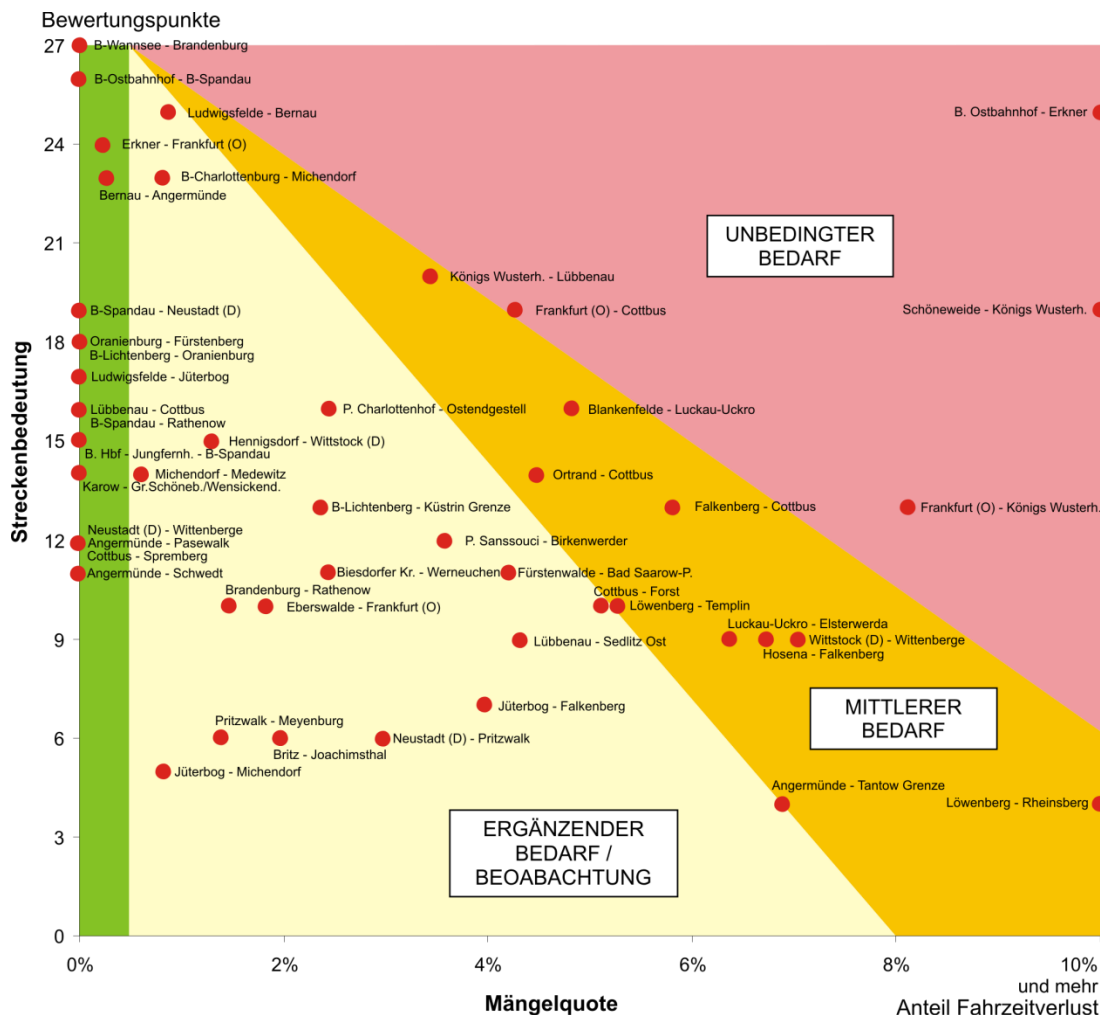 Bewertungspunkte
27
B-Wannsee - Brandenburg
B-Ostbahnhof - B-Spandau
Ludwigsfelde - Bernau
B. Ostbahnhof - Erkner
24
Erkner - Frankfurt (O)
B-Charlottenburg - Michendorf
Bernau - Angermünde
21
UNBEDINGTER
BEDARF
Königs Wusterh. - Lübbenau
B-Spandau - Neustadt (D)
Frankfurt (O) - Cottbus
Schöneweide - Königs Wusterh.
18
Oranienburg - Fürstenberg
B-Lichtenberg - Oranienburg
Ludwigsfelde - Jüterbog
Lübbenau - Cottbus
P. Charlottenhof - Ostendgestell
Blankenfelde - Luckau-Uckro
B-Spandau - Rathenow
15
Hennigsdorf - Wittstock (D)
B. Hbf - Jungfernh. - B-Spandau
Michendorf - Medewitz
Ortrand - Cottbus
Karow - Gr.Schöneb./Wensickend.
B-Lichtenberg - Küstrin Grenze
Falkenberg - Cottbus
Frankfurt (O) - Königs Wusterh.
Neustadt (D) - Wittenberge
12
Angermünde - Pasewalk
P. Sanssouci - Birkenwerder
Cottbus - Spremberg
Angermünde - Schwedt
Biesdorfer Kr. - Werneuchen
Fürstenwalde - Bad Saarow-P.
Brandenburg - Rathenow
Cottbus - Forst
Eberswalde - Frankfurt (O)
Löwenberg - Templin
Luckau-Uckro - Elsterwerda
9
Lübbenau - Sedlitz Ost
Wittstock (D) - Wittenberge
Hosena - Falkenberg
Jüterbog - Falkenberg
MITTLERER
BEDARF
Pritzwalk - Meyenburg
6
Neustadt (D) - Pritzwalk
Britz - Joachimsthal
Jüterbog - Michendorf
Angermünde - Tantow Grenze
Löwenberg - Rheinsberg
3
ERGÄNZENDER
BEDARF /
BEOABACHTUNG
0
Streckenbedeutung
0%
2%
4%
6%
8%
10%
und mehr
Mängelquote
Anteil Fahrzeitverlust